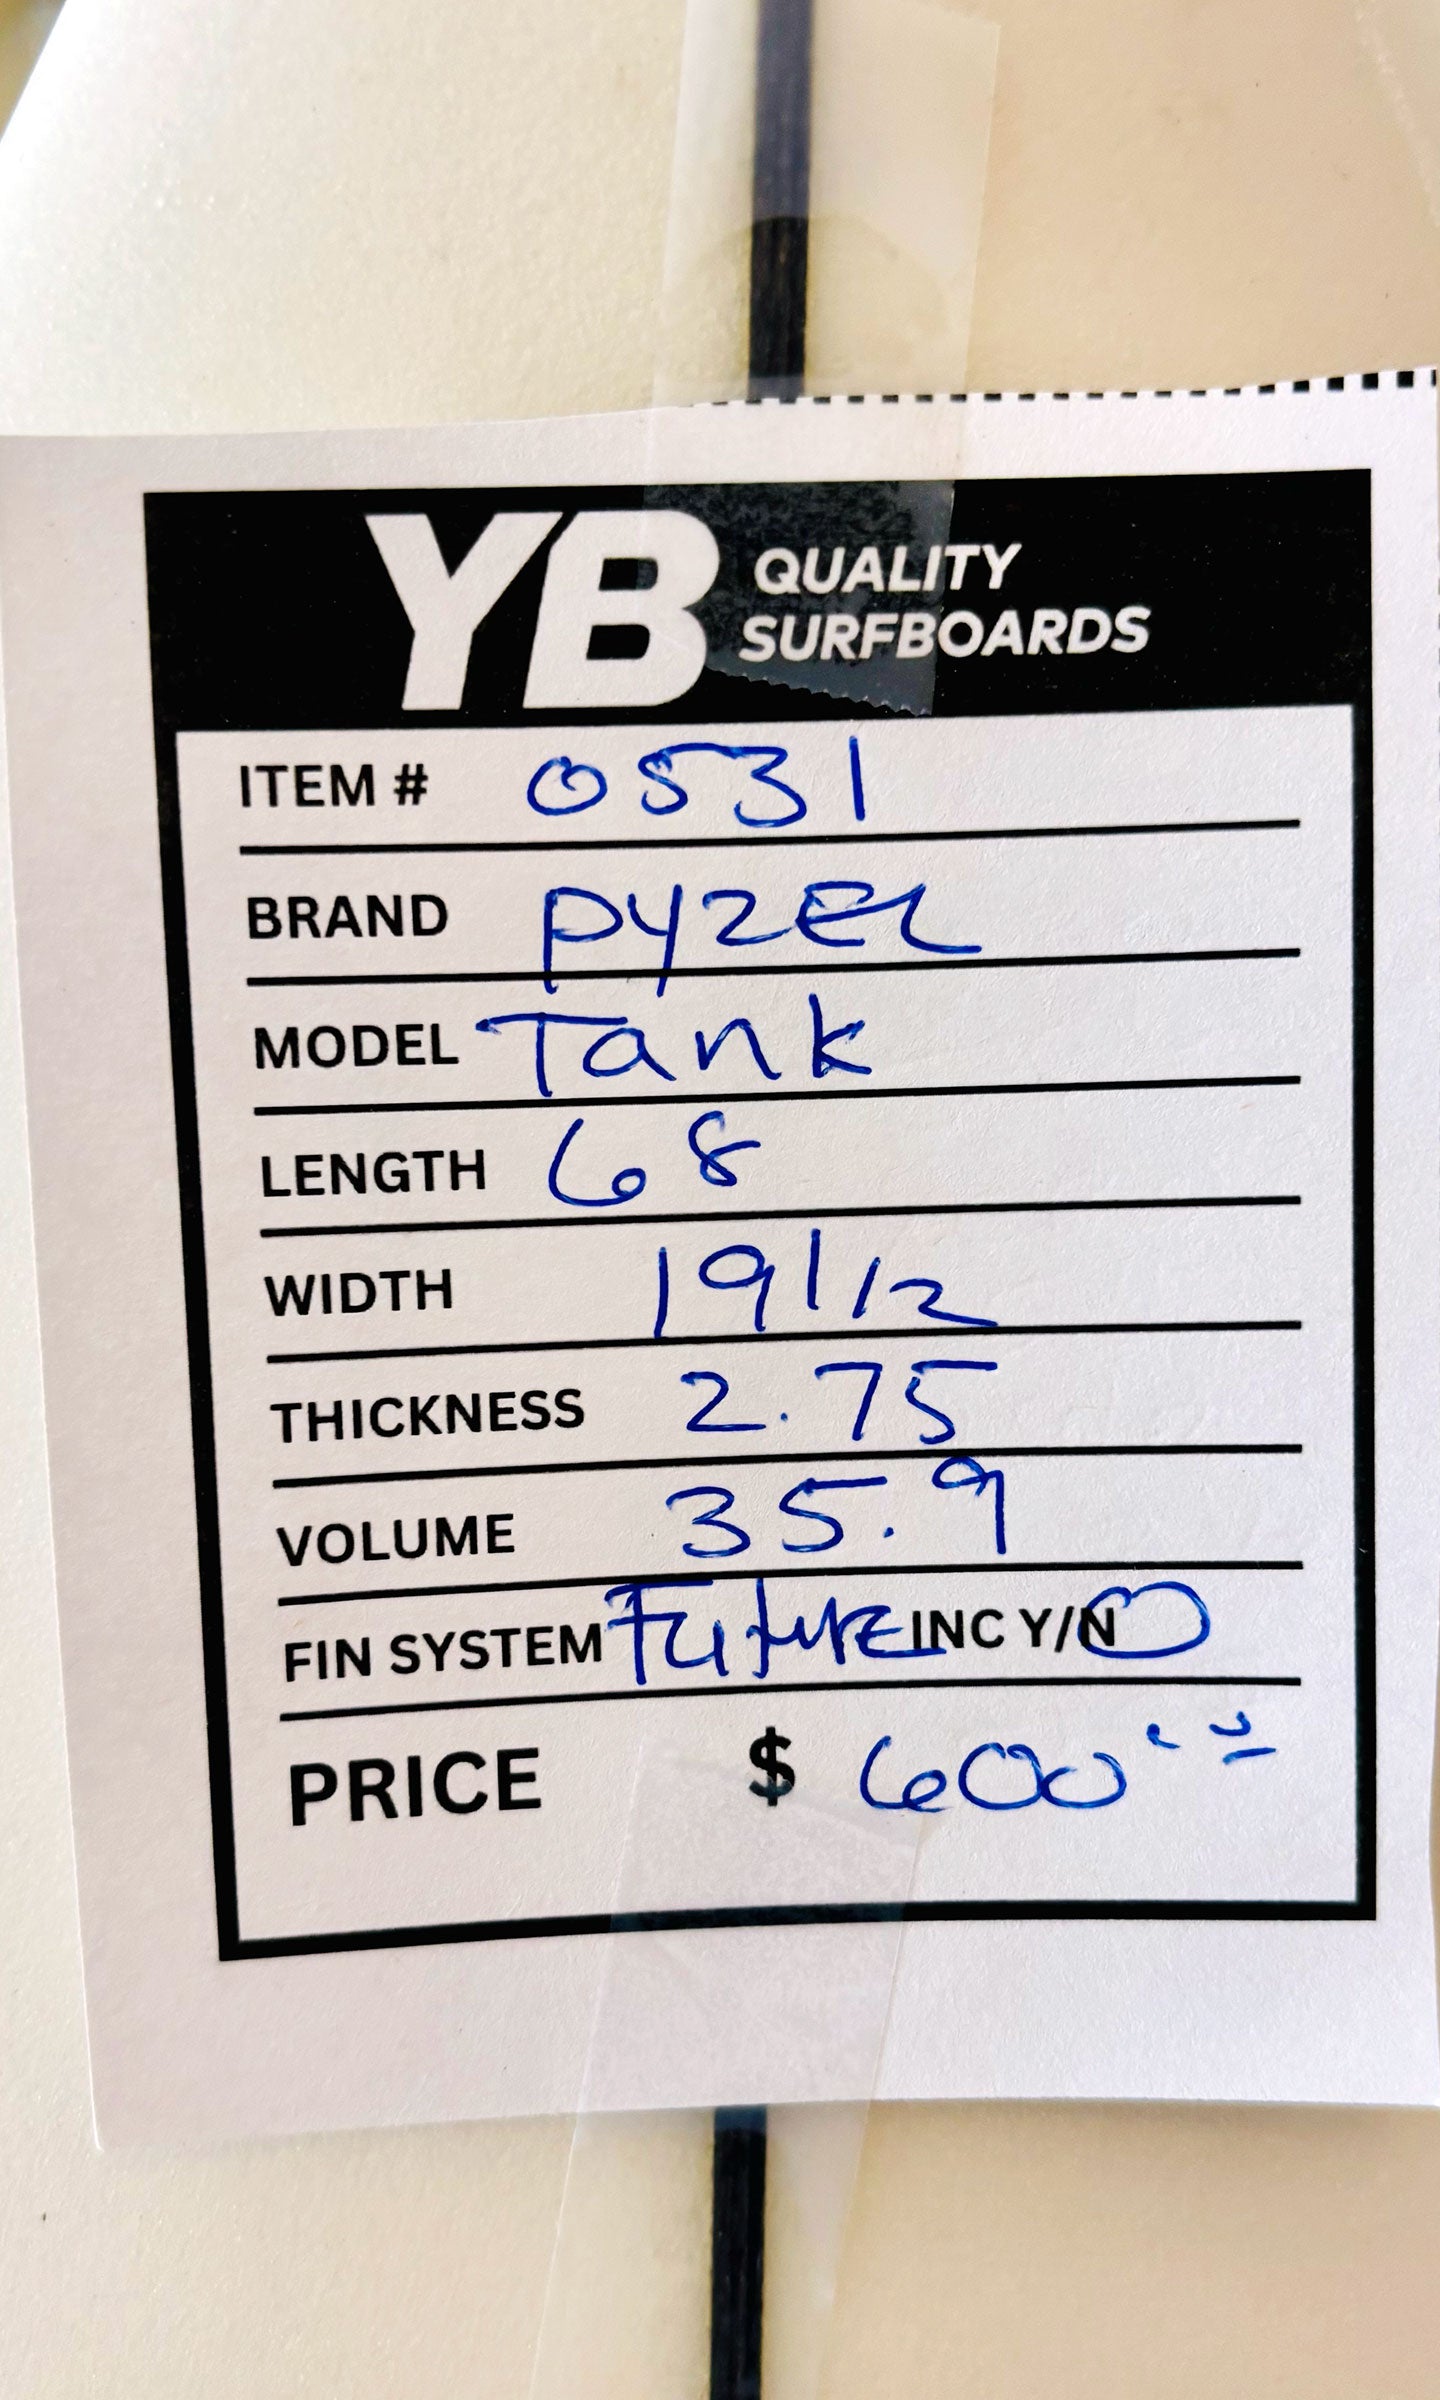 YB QUALITY
SURFBOARDS
ITEM # 0531
BRAND PYZEL
MODEL Tank
LENGTH 68
WIDTH 19 1/2
THICKNESS 2.75
VOLUME 35.9
FIN SYSTEM Future INC Y/N
PRICE $ 600.00